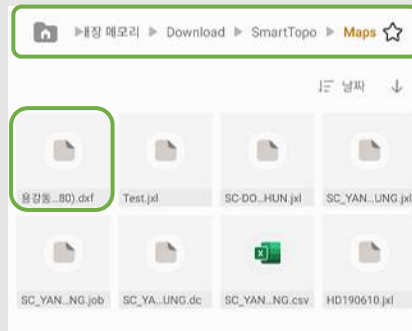 내장 메모리 ▶ Download ▶ SmartTopo ▶ Maps
날짜
용강동...80).dxf Test.jxl SC-DO...HUN.jxl SC_YAN...UNG.jxl
SC_YAN...NG.job SC_YA...UNG.dc SC_YAN...NG.csv HD190610.jxl